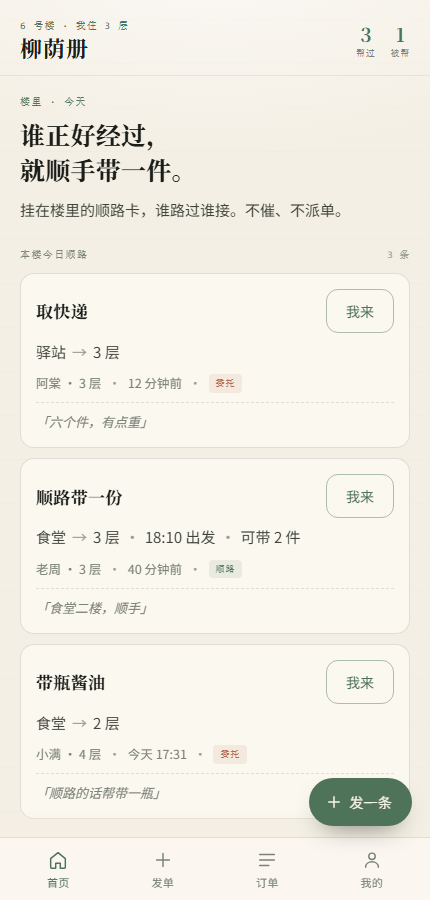 6 号楼 · 我住 3 层
柳荫册
3 帮过
1 被帮
楼里 · 今天
谁正好经过，
就顺手带一件。
挂在楼里的顺路卡，谁路过谁接。不催、不派单。
本楼今日顺路 3 条
取快递 我来
驿站 → 3 层
阿棠 · 3 层 · 12 分钟前 · 委托
「六个件，有点重」
顺路带一份 我来
食堂 → 3 层 · 18:10 出发 · 可带 2 件
老周 · 3 层 · 40 分钟前 · 顺路
「食堂二楼，顺手」
带瓶酱油 我来
食堂 → 2 层
小满 · 4 层 · 今天 17:31 · 委托
「顺路的话帮带一瓶」
+ 发一条
首页 发单 订单 我的